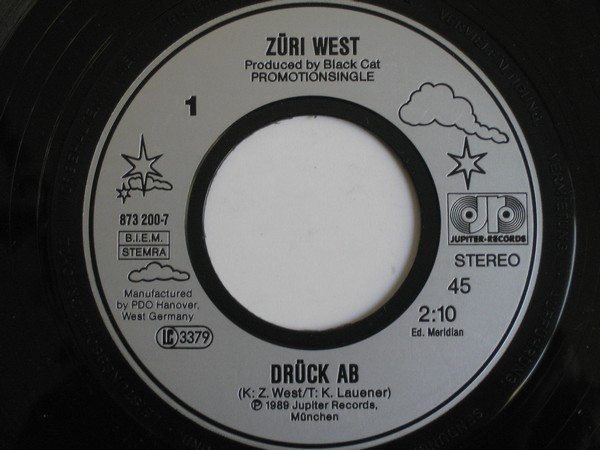 ZÜRI WEST
Produced by Black Cat
PROMOTIONSINGLE
1
873 200-7
B.I.E.M.
STEMRA
Manufactured
by PDO Hanover,
West Germany
LC 3379
JUPITER-RECORDS
STEREO
45
2:10
Ed. Meridian
DRÜCK AB
(K: Z. West/T: K. Lauener)
℗ 1989 Jupiter Records,
München